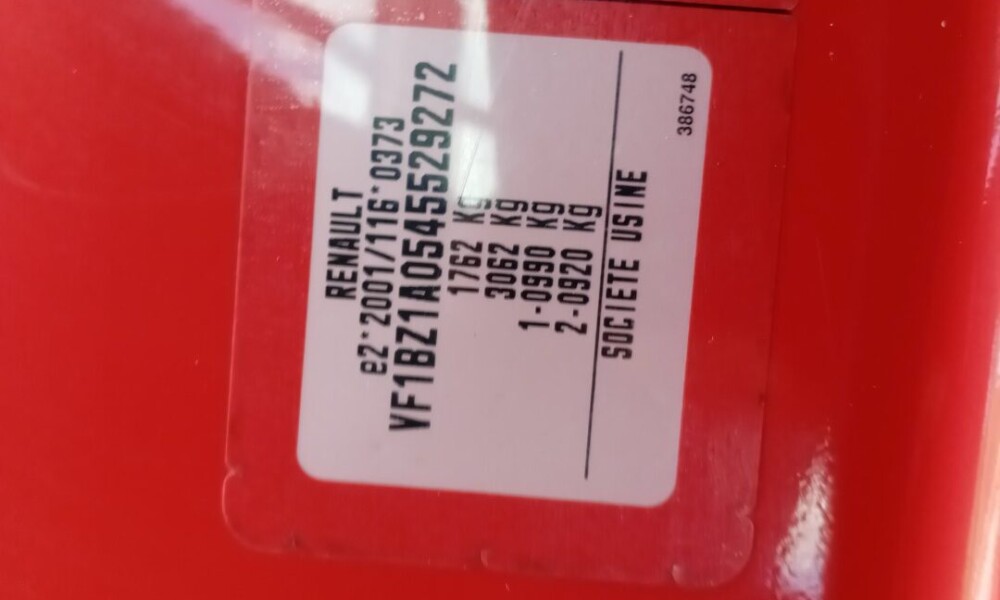 RENAULT
e2*2001/116*0373
VF1BZ1A0545529272
1762 Kg
3062 Kg
1-0990 Kg
2-0920 Kg
SOCIETE USINE
386748